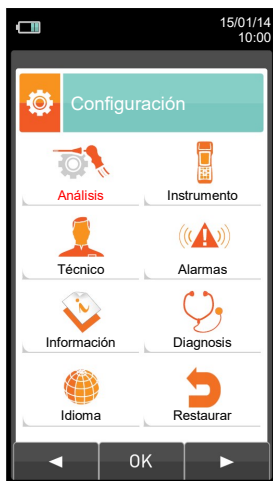 15/01/14
10:00
Configuración
Análisis
Instrumento
Técnico
Alarmas
Información
Diagnosis
Idioma
Restaurar
OK